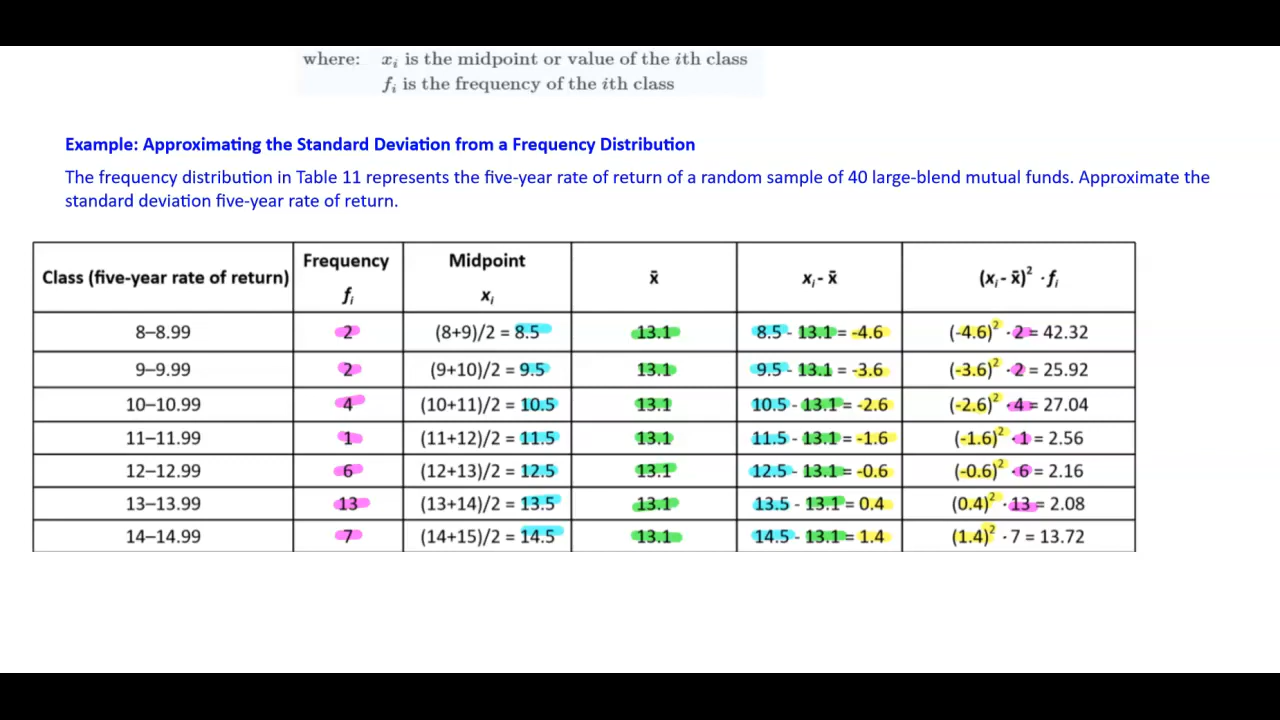 where: xᵢ is the midpoint or value of the ith class
fᵢ is the frequency of the ith class
Example: Approximating the Standard Deviation from a Frequency Distribution
The frequency distribution in Table 11 represents the five-year rate of return of a random sample of 40 large-blend mutual funds. Approximate the
standard deviation five-year rate of return.
Class (five-year rate of return) Frequency fᵢ Midpoint xᵢ x̄ xᵢ - x̄ (xᵢ - x̄)² · fᵢ
8–8.99 2 (8+9)/2 = 8.5 13.1 8.5 - 13.1 = -4.6 (-4.6)² · 2 = 42.32
9–9.99 2 (9+10)/2 = 9.5 13.1 9.5 - 13.1 = -3.6 (-3.6)² · 2 = 25.92
10–10.99 4 (10+11)/2 = 10.5 13.1 10.5 - 13.1 = -2.6 (-2.6)² · 4 = 27.04
11–11.99 1 (11+12)/2 = 11.5 13.1 11.5 - 13.1 = -1.6 (-1.6)² · 1 = 2.56
12–12.99 6 (12+13)/2 = 12.5 13.1 12.5 - 13.1 = -0.6 (-0.6)² · 6 = 2.16
13–13.99 13 (13+14)/2 = 13.5 13.1 13.5 - 13.1 = 0.4 (0.4)² · 13 = 2.08
14–14.99 7 (14+15)/2 = 14.5 13.1 14.5 - 13.1 = 1.4 (1.4)² · 7 = 13.72